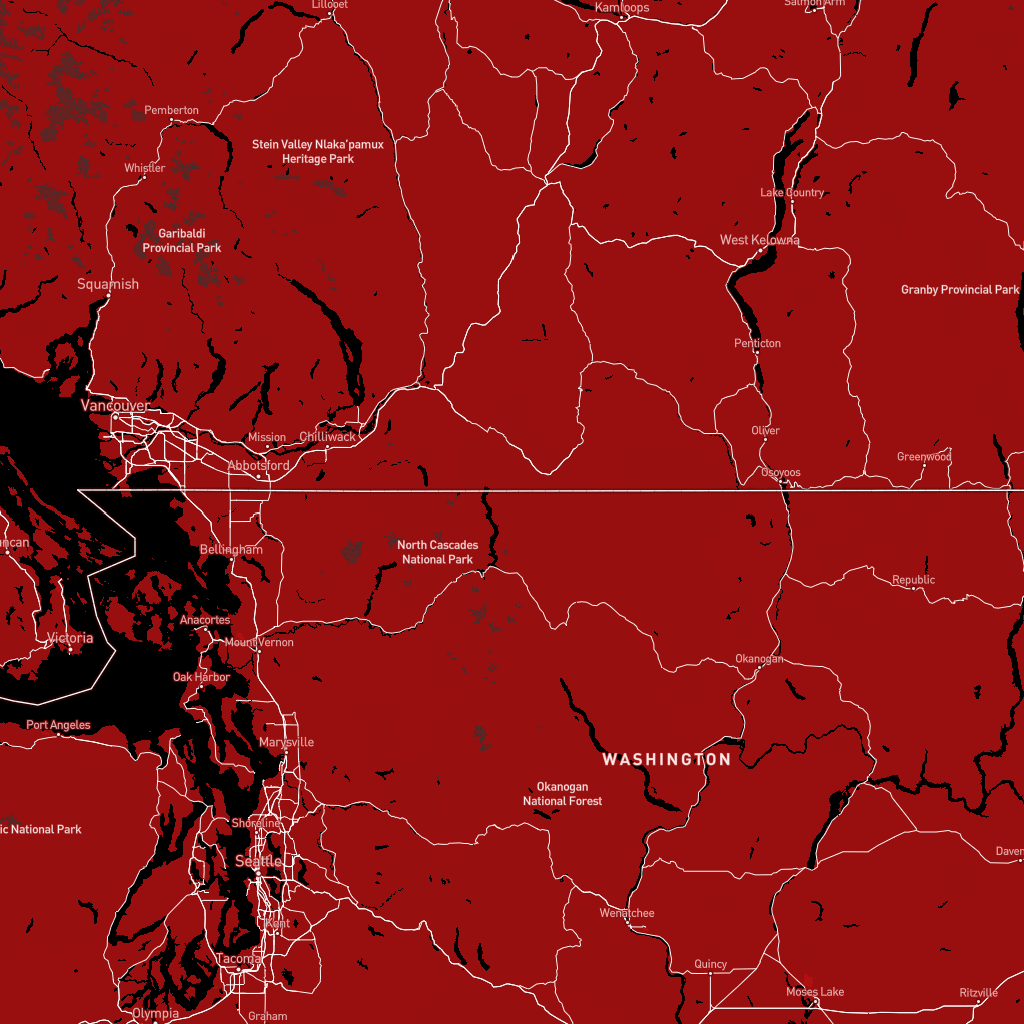 Lillooet
Kamloops
Salmon Arm
Pemberton
Stein Valley Nlaka'pamux
Heritage Park
Whistler
Lake Country
Garibaldi
Provincial Park
West Kelowna
Squamish
Granby Provincial Park
Penticton
Vancouver
Oliver
Mission
Chilliwack
Greenwood
Abbotsford
Osoyoos
ncan
Bellingham
North Cascades
National Park
Republic
Anacortes
Victoria
Mount Vernon
Okanogan
Oak Harbor
Port Angeles
Marysville
WASHINGTON
Okanogan
National Forest
Shoreline
ic National Park
Seattle
Daven
Wenatchee
Kent
Tacoma
Quincy
Moses Lake
Ritzville
Olympia
Graham